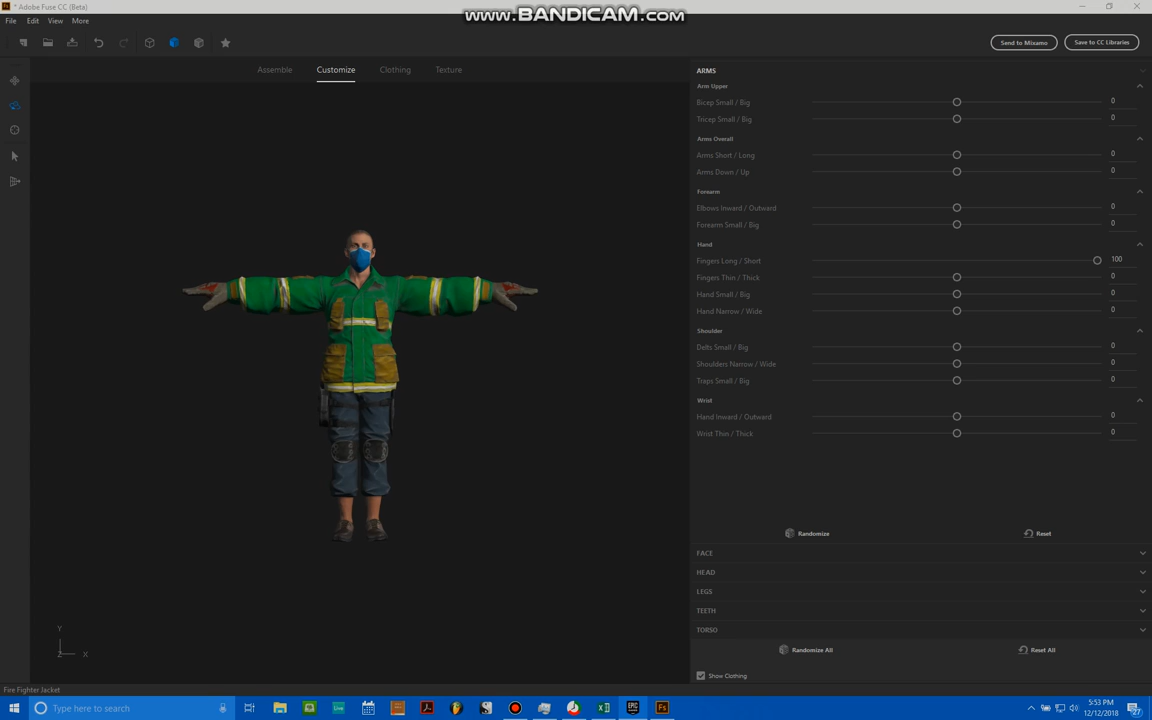 * Adobe Fuse CC (Beta)
www.BANDICAM.com
File Edit View More
Send to Mixamo
Save to CC Libraries
Assemble Customize Clothing Texture
ARMS
Arm Upper
Bicep Small / Big 0
Tricep Small / Big 0
Arms Overall
Arms Short / Long 0
Arms Down / Up 0
Forearm
Elbows Inward / Outward 0
Forearm Small / Big 0
Hand
Fingers Long / Short 100
Fingers Thin / Thick 0
Hand Small / Big 0
Hand Narrow / Wide 0
Shoulder
Delts Small / Big 0
Shoulders Narrow / Wide 0
Traps Small / Big 0
Wrist
Hand Inward / Outward 0
Wrist Thin / Thick 0
Randomize Reset
FACE
HEAD
LEGS
TEETH
TORSO
Randomize All Reset All
Show Clothing
Y
Z X
Fire Fighter Jacket
Type here to search
Live
EPIC GAMES
Fs
5:53 PM
12/12/2018
27